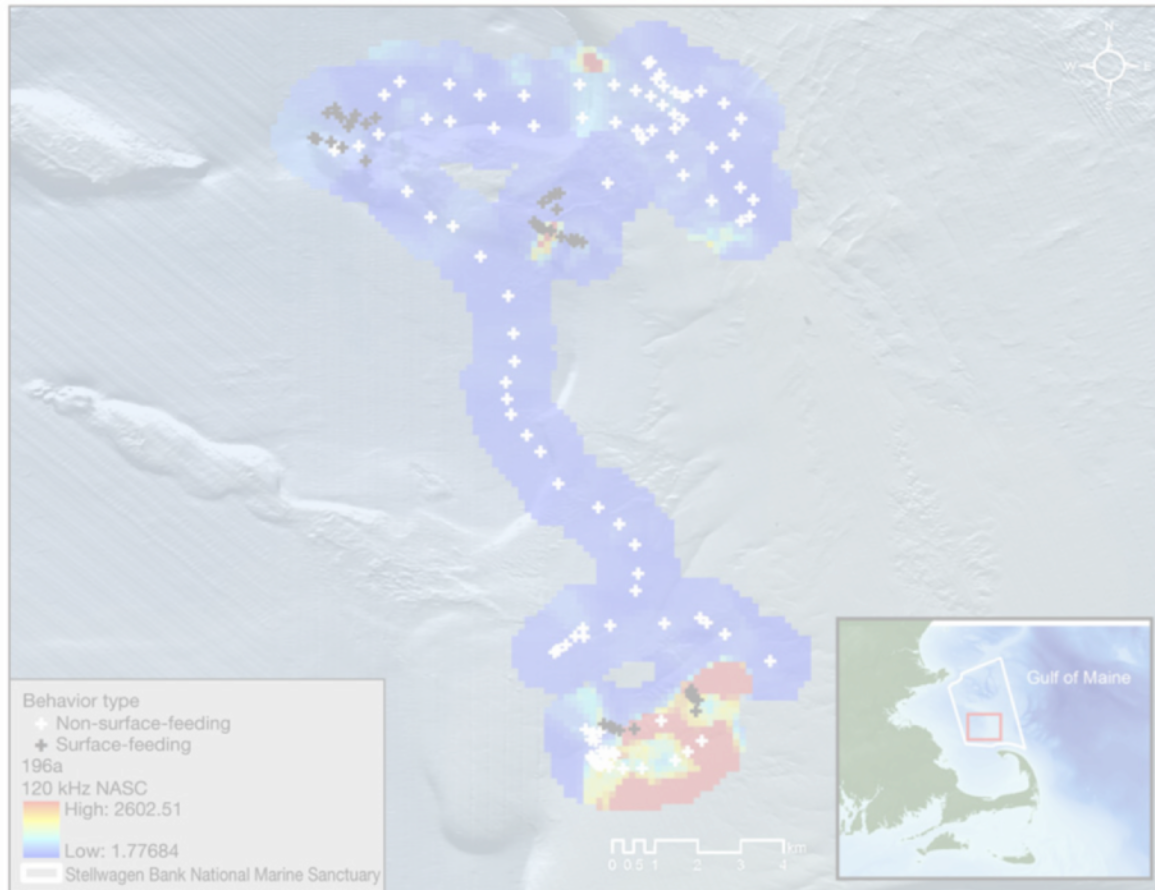 N
W E
S
Gulf of Maine
Behavior type
Non-surface-feeding
Surface-feeding
196a
120 kHz NASC
High: 2602.51
Low: 1.77684
Stellwagen Bank National Marine Sanctuary
km
0 0.5 1 2 3 4